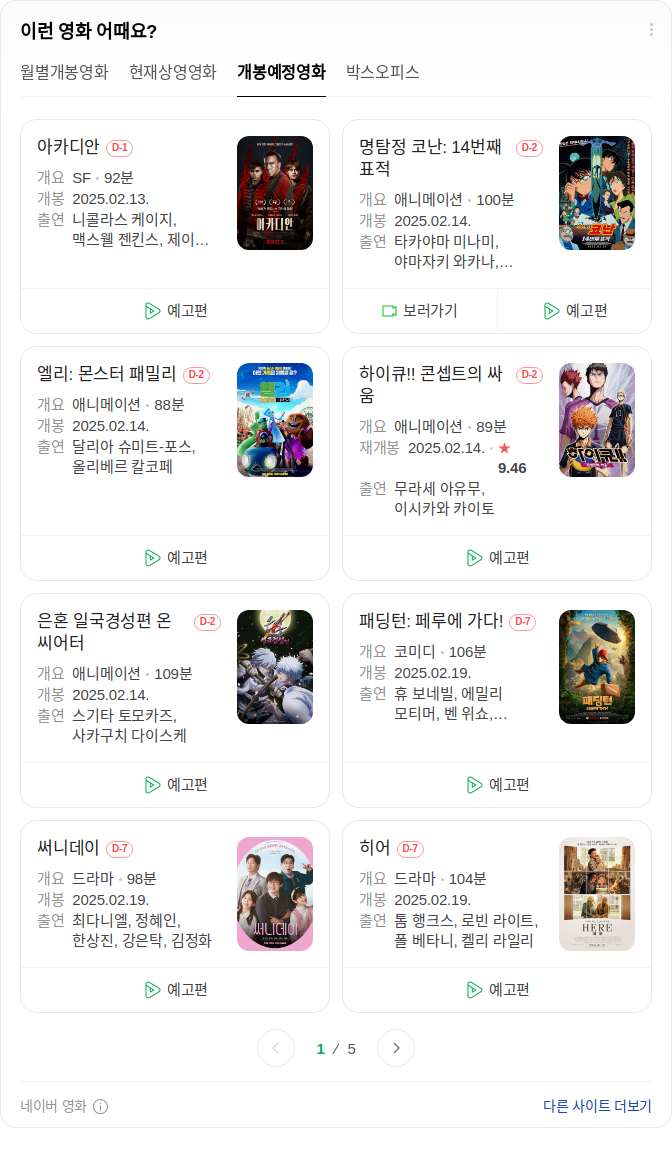 이런 영화 어때요?
월별개봉영화 현재상영영화 개봉예정영화 박스오피스
아카디안 D-1
개요 SF 92분
개봉 2025.02.13.
출연 니콜라스 케이지,
맥스웰 젠킨스, 제이...
아카디안
예고편
명탐정 코난: 14번째 D-2
표적
개요 애니메이션 100분
개봉 2025.02.14.
출연 타카야마 미나미,
야마자키 와카나,...
코난
14번째 표적
보러가기 예고편
엘리: 몬스터 패밀리 D-2
개요 애니메이션 88분
개봉 2025.02.14.
출연 달리아 슈미트-포스,
올리베르 칼코페
엘리
예고편
하이큐!! 콘셉트의 싸 D-2
움
개요 애니메이션 89분
재개봉 2025.02.14. ★
9.46
출연 무라세 아유무,
이시카와 카이토
하이큐!!
예고편
은혼 일국경성편 온 D-2
씨어터
개요 애니메이션 109분
개봉 2025.02.14.
출연 스기타 토모카즈,
사카구치 다이스케
예고편
패딩턴: 페루에 가다! D-7
개요 코미디 106분
개봉 2025.02.19.
출연 휴 보네빌, 에밀리
모티머, 벤 위쇼,...
패딩턴
페루에 가다!
예고편
써니데이 D-7
개요 드라마 98분
개봉 2025.02.19.
출연 최다니엘, 정혜인,
한상진, 강은탁, 김정화
써니데이
예고편
히어 D-7
개요 드라마 104분
개봉 2025.02.19.
출연 톰 행크스, 로빈 라이트,
폴 베타니, 켈리 라일리
HERE
히어
예고편
1 / 5
네이버 영화
다른 사이트 더보기